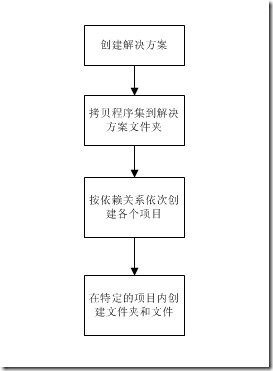 创建解决方案
拷贝程序集到解决
方案文件夹
按依赖关系依次创
建各个项目
在特定的项目内创
建文件夹和文件